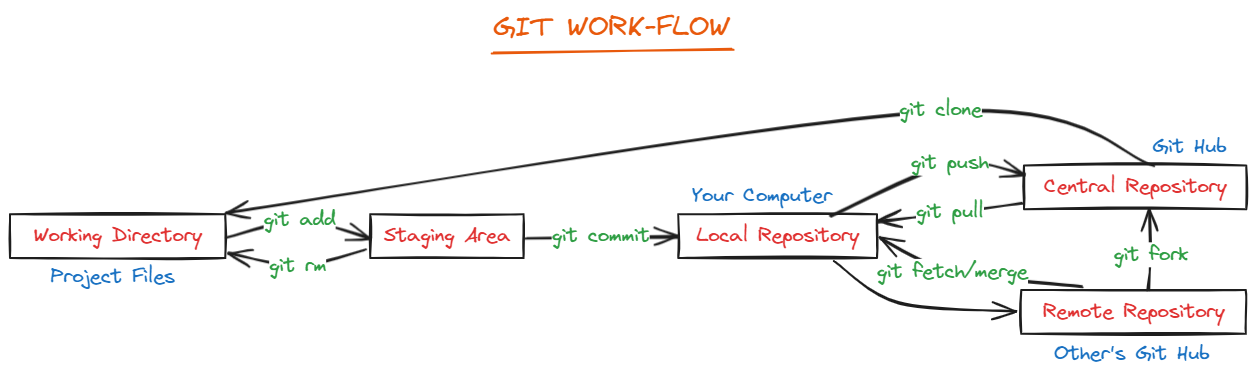 GIT WORK-FLOW
git clone
Git Hub
git push
Central Repository
Your Computer
git pull
git add
Working Directory
Staging Area
git commit
Local Repository
git rm
Project Files
git fetch/merge
git fork
Remote Repository
Other's Git Hub